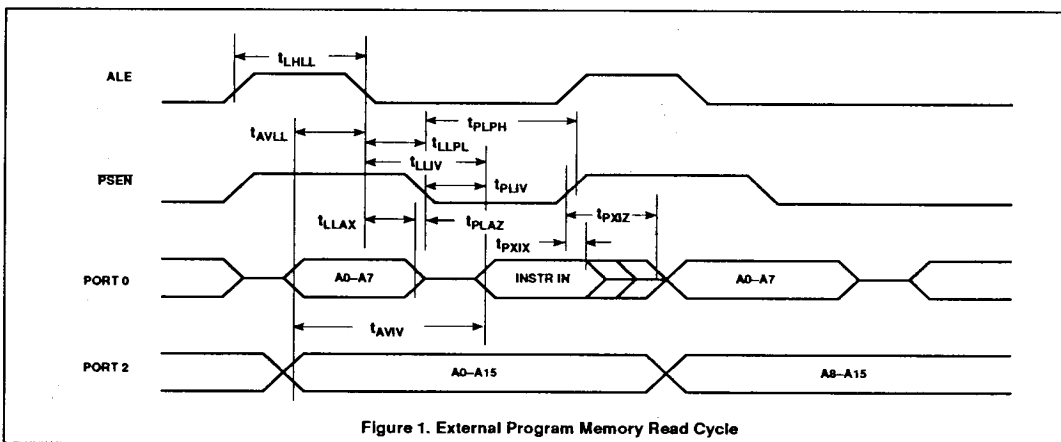 ALE
tLHLL
tAVLL
tPLPH
tLLPL
tLLIV
PSEN
tPLIV
tLLAX
tPLAZ
tPXIZ
tPXIX
PORT 0
A0–A7
INSTR IN
A0–A7
tAVIV
PORT 2
A0–A15
A8–A15
Figure 1. External Program Memory Read Cycle